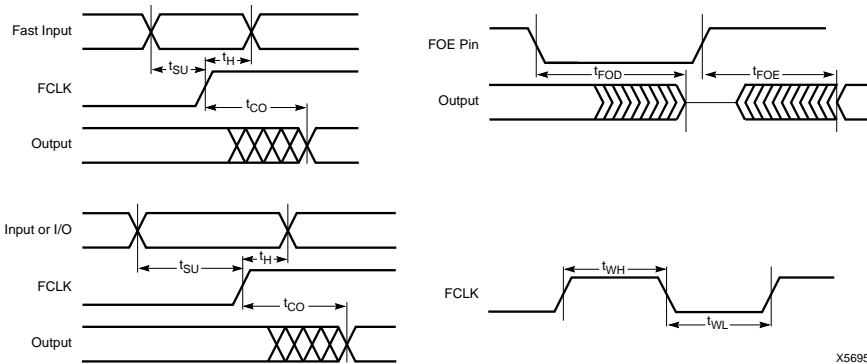 Fast Input
tSU
tH
FCLK
tCO
Output
FOE Pin
tFOD
tFOE
Output
Input or I/O
tSU
tH
FCLK
tCO
Output
tWH
FCLK
tWL
X5695